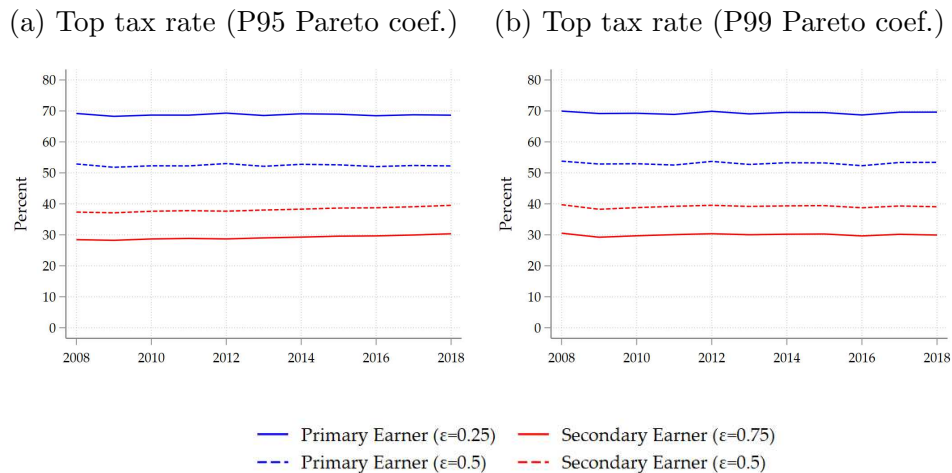 (a) Top tax rate (P95 Pareto coef.) (b) Top tax rate (P99 Pareto coef.)
80
70
60
50
40
30
20
10
0
Percent
2008 2010 2012 2014 2016 2018
80
70
60
50
40
30
20
10
0
Percent
2008 2010 2012 2014 2016 2018
Primary Earner (ε=0.25) Secondary Earner (ε=0.75)
Primary Earner (ε=0.5) Secondary Earner (ε=0.5)